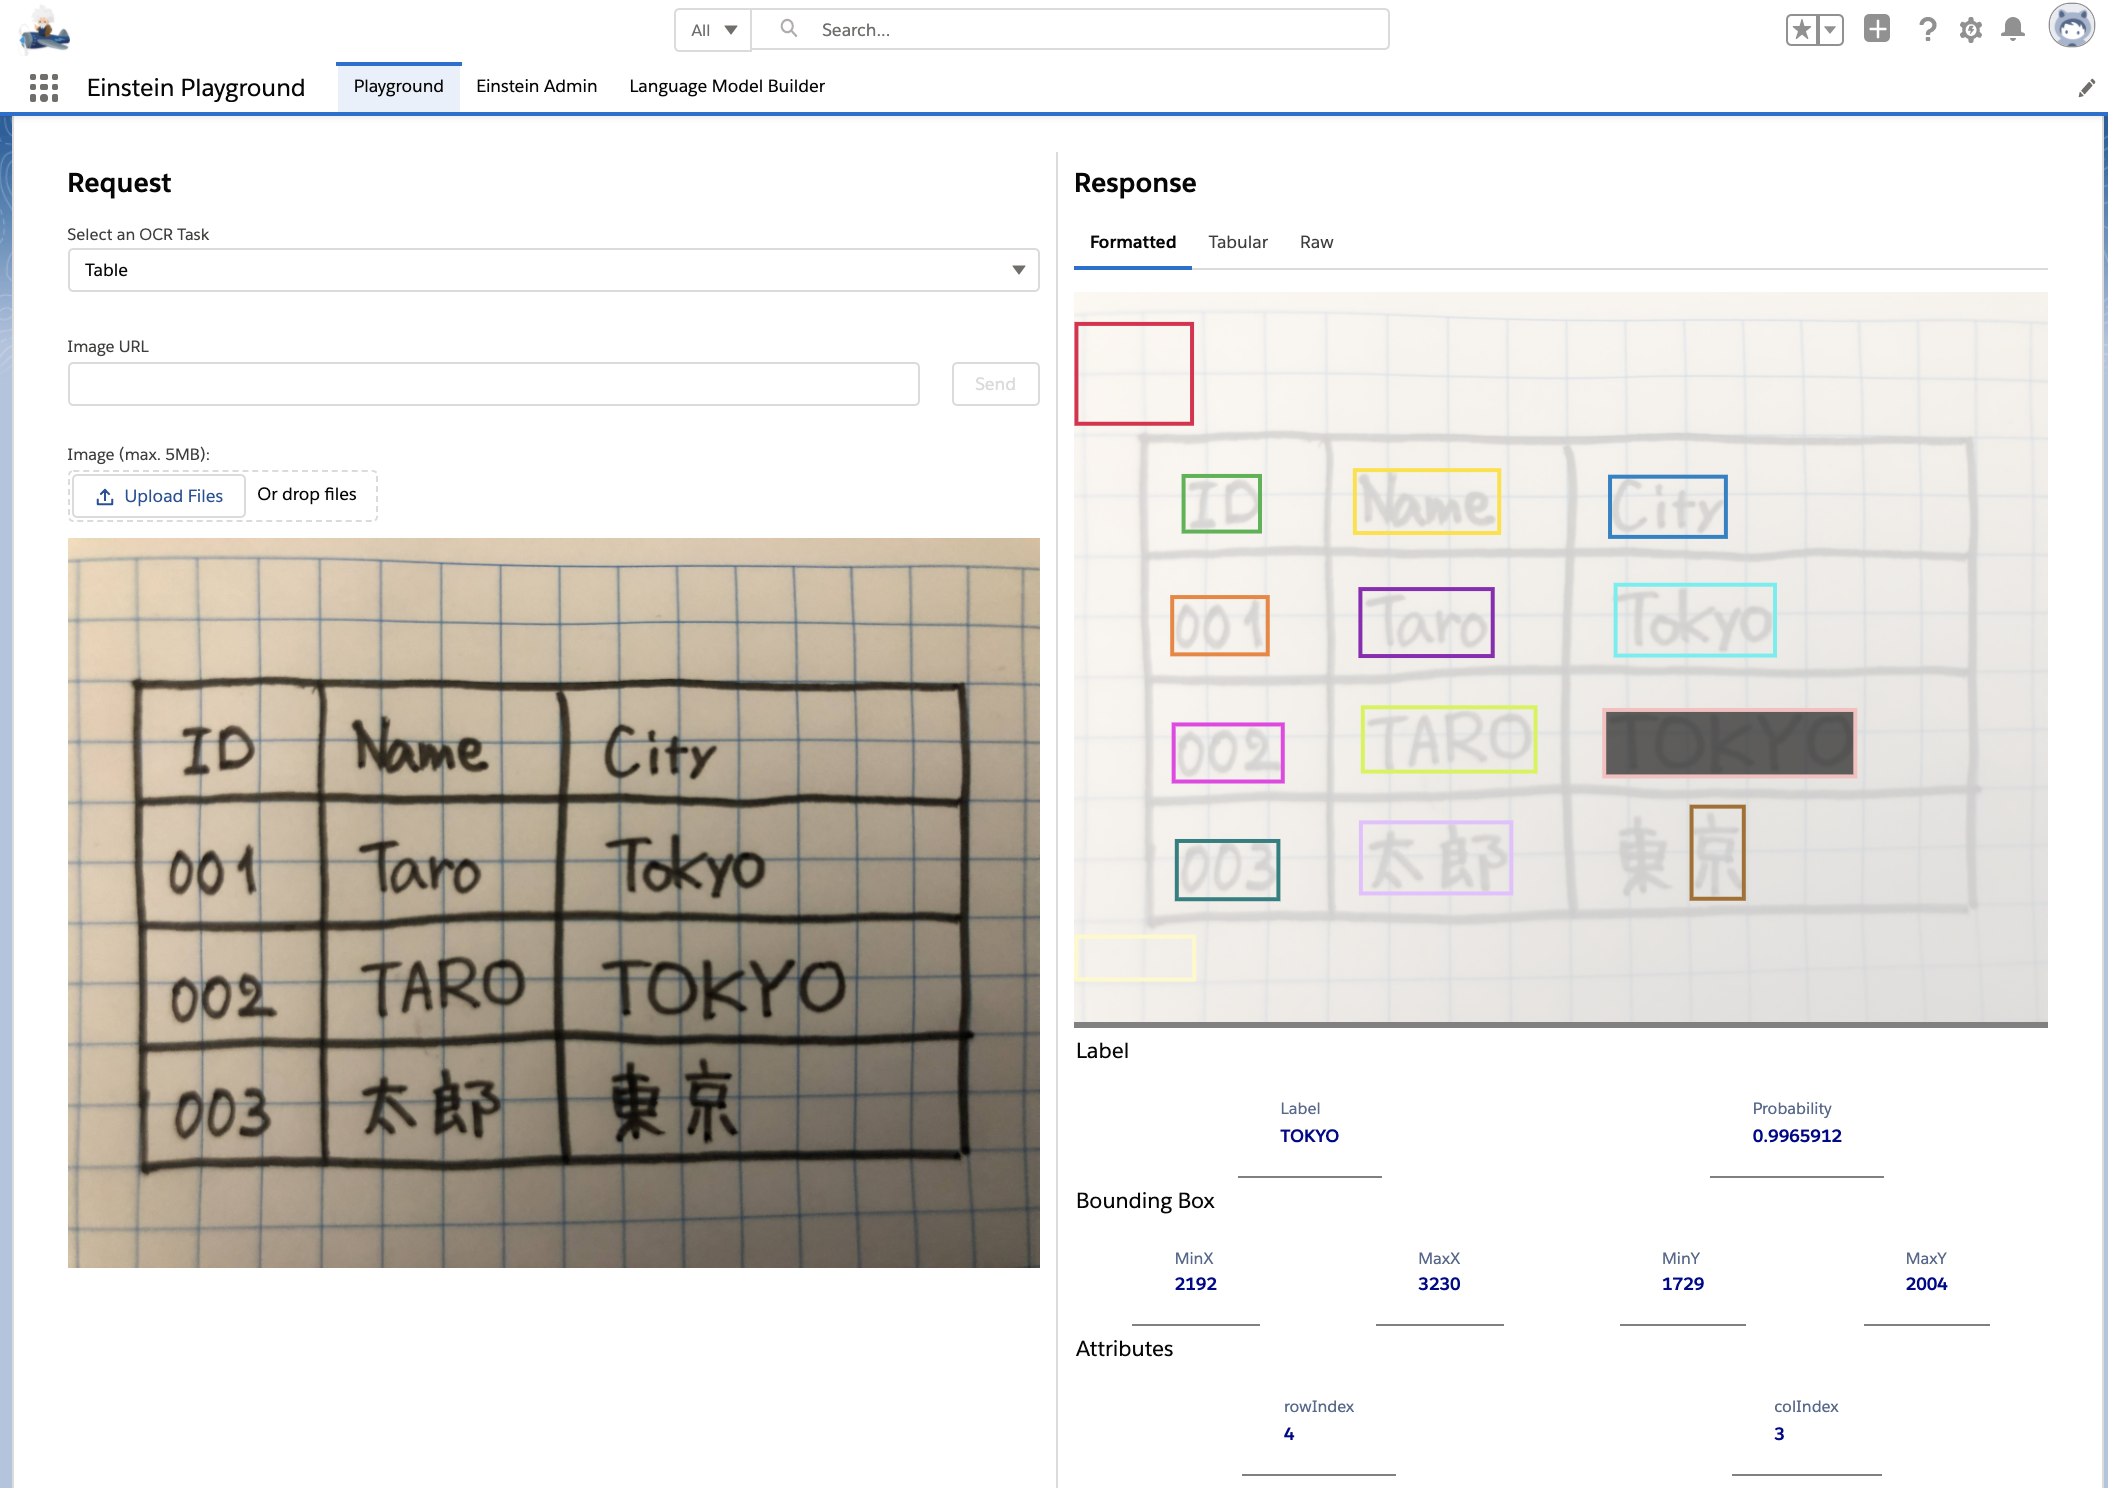 All Search...
Einstein Playground Playground Einstein Admin Language Model Builder
Request
Select an OCR Task
Table
Image URL
Send
Image (max. 5MB):
Upload Files Or drop files
ID Name City
001 Taro Tokyo
002 TARO TOKYO
003 太郎 東京
Response
Formatted Tabular Raw
ID Name City
001 Taro Tokyo
002 TARO TOKYO
003 太郎 東京
Label
Label Probability
TOKYO 0.9965912
Bounding Box
MinX MaxX MinY MaxY
2192 3230 1729 2004
Attributes
rowIndex colIndex
4 3